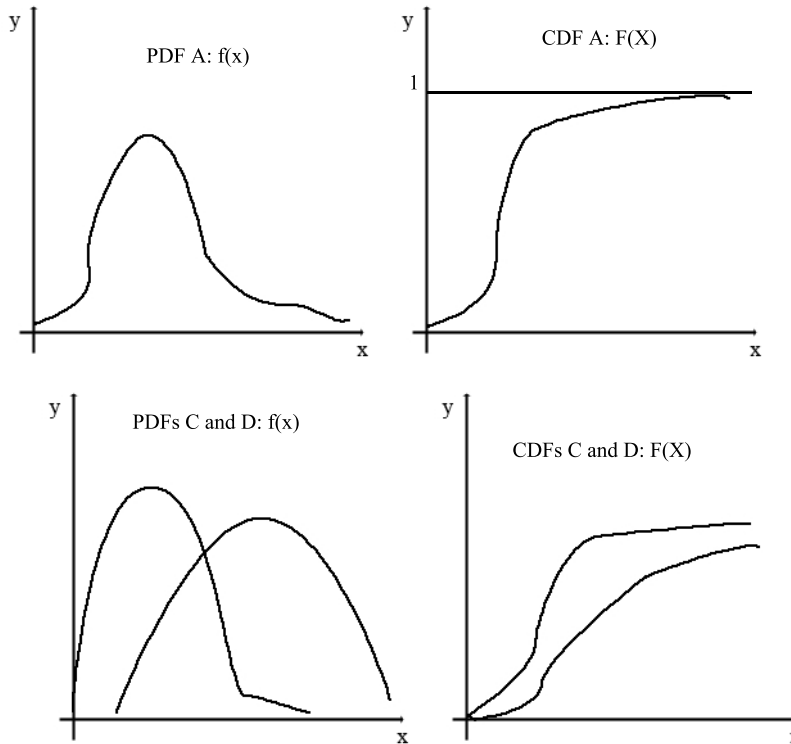 y
PDF A: f(x)
x
y
CDF A: F(X)
1
x
y
PDFs C and D: f(x)
x
y
CDFs C and D: F(X)